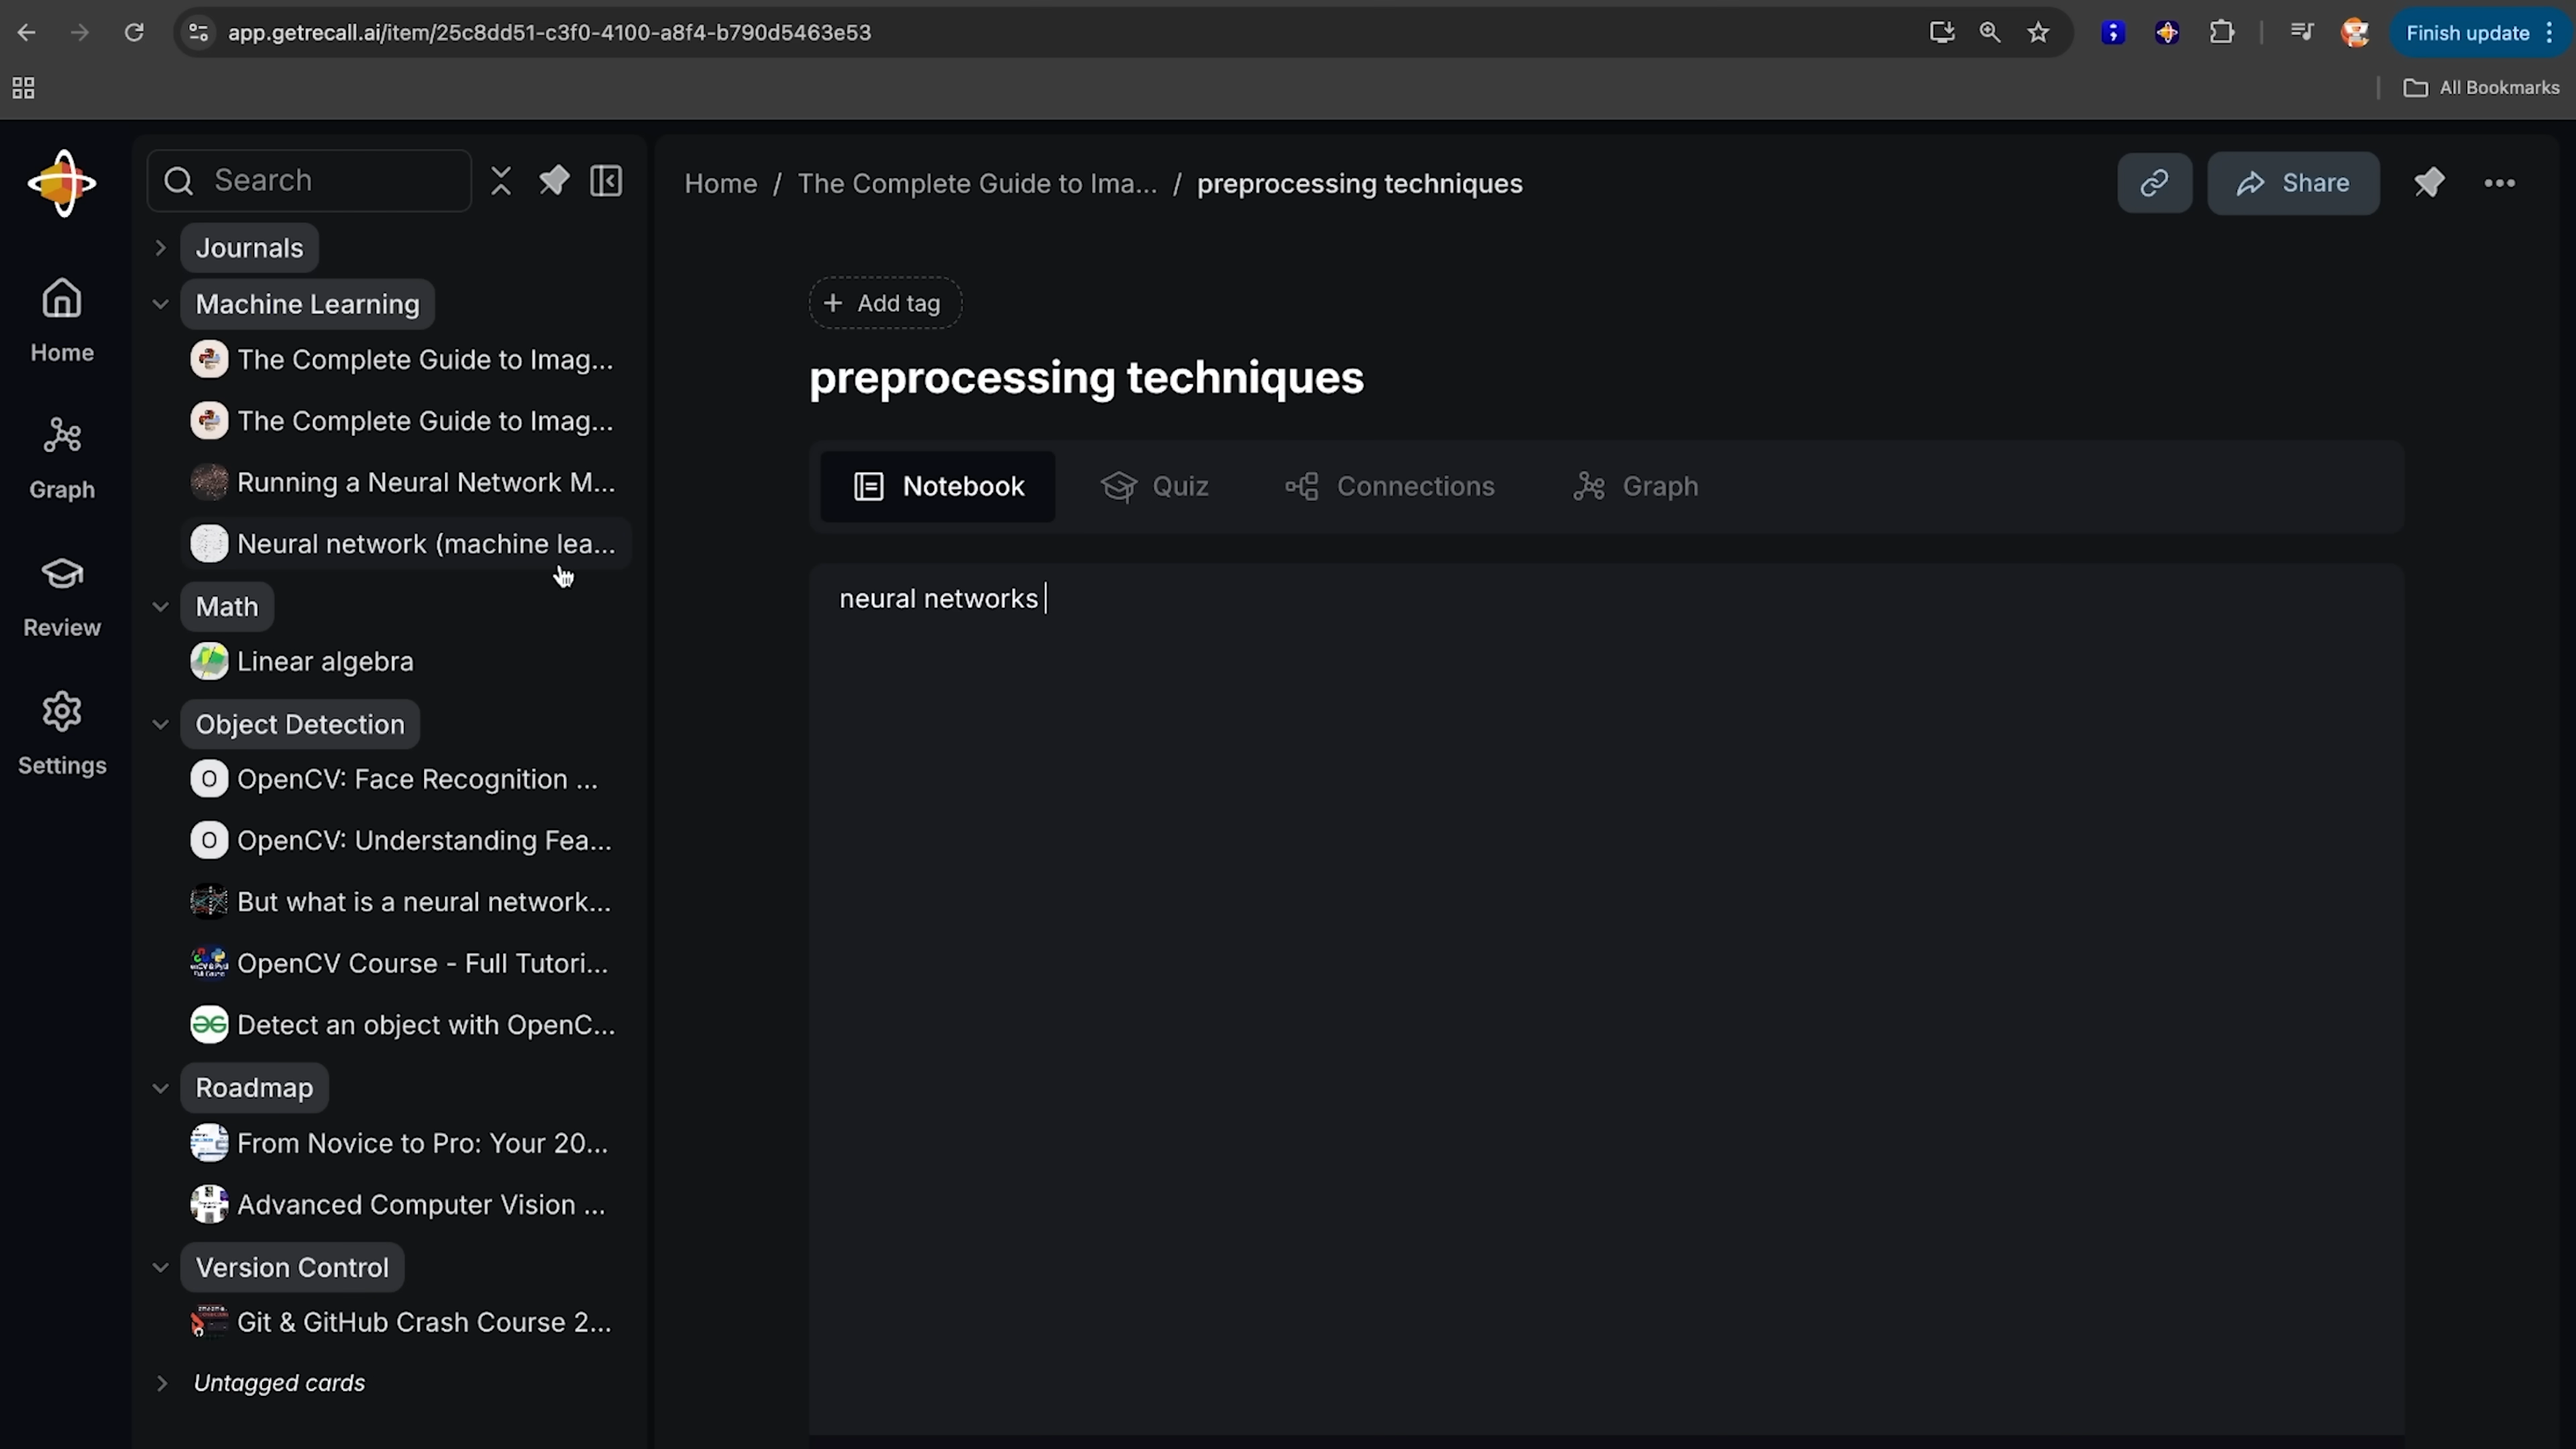 app.getrecall.ai/item/25c8dd51-c3f0-4100-a8f4-b790d5463e53
Finish update
All Bookmarks
Home
Graph
Review
Settings
Search
Journals
Machine Learning
The Complete Guide to Imag...
The Complete Guide to Imag...
Running a Neural Network M...
Neural network (machine lea...
Math
Linear algebra
Object Detection
O OpenCV: Face Recognition ...
O OpenCV: Understanding Fea...
But what is a neural network...
OpenCV Course - Full Tutori...
Detect an object with OpenC...
Roadmap
From Novice to Pro: Your 20...
Advanced Computer Vision ...
Version Control
Git & GitHub Crash Course 2...
Untagged cards
Home / The Complete Guide to Ima... / preprocessing techniques
Share
+ Add tag
preprocessing techniques
Notebook
Quiz
Connections
Graph
neural networks